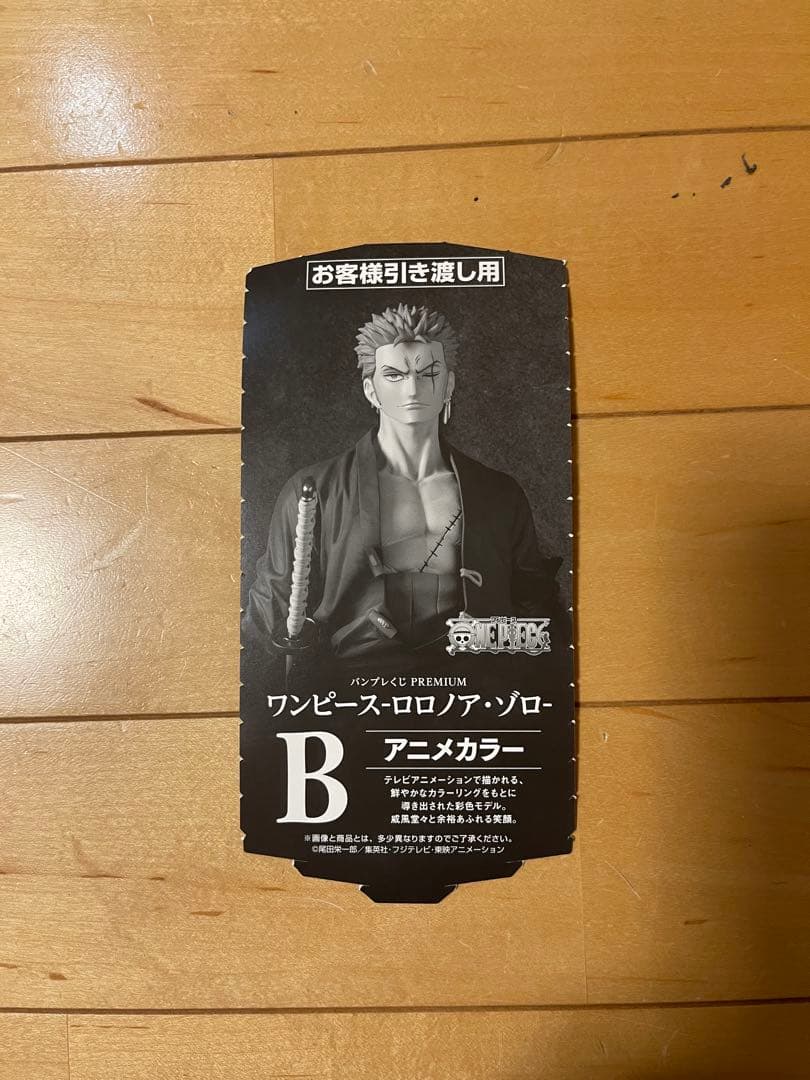 お客様引き渡し用
ワンピース
ONE PIECE
バンプレくじ PREMIUM
ワンピース-ロロノア・ゾロ-
B
アニメカラー
テレビアニメーションで描かれる、
鮮やかなカラーリングをもとに
導き出された彩色モデル。
威風堂々と余裕あふれる笑顔。
※画像と商品とは、多少異なりますのでご了承ください。
©尾田栄一郎／集英社・フジテレビ・東映アニメーション